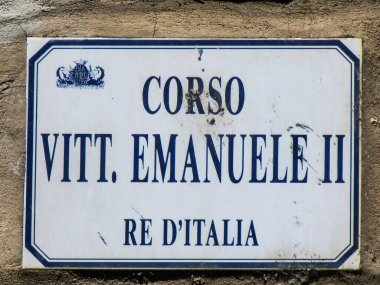 CORSO
VITT. EMANUELE II
RE D'ITALIA